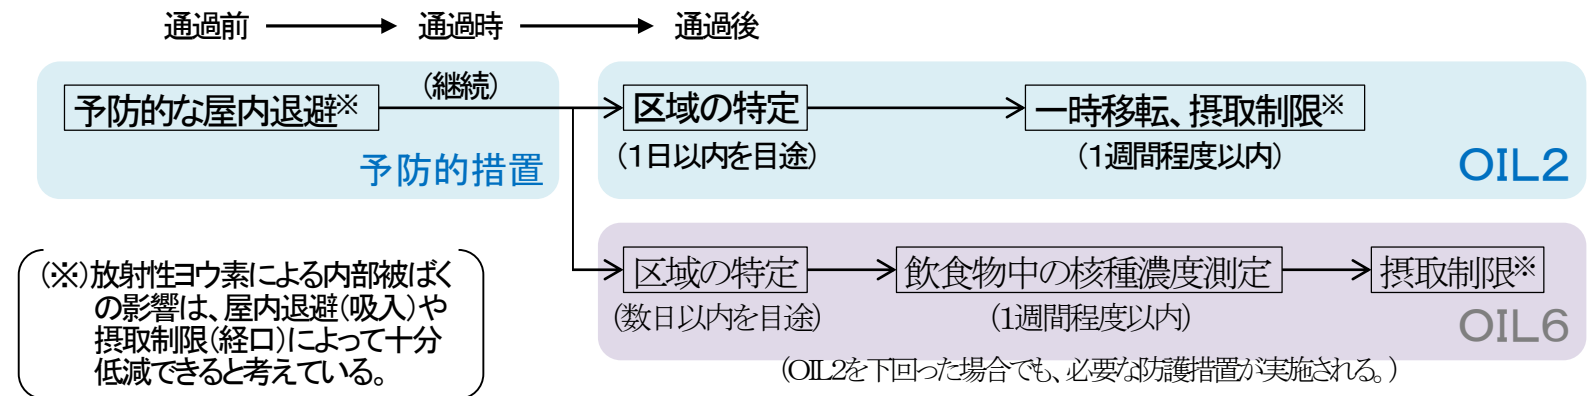 通過前 → 通過時 → 通過後
予防的な屋内退避※
(継続)
予防的措置
区域の特定
(1日以内を目途)
一時移転、摂取制限※
(1週間程度以内)
OIL2
(※)放射性ヨウ素による内部被ばく
の影響は、屋内退避(吸入)や
摂取制限(経口)によって十分
低減できると考えている。
区域の特定
(数日以内を目途)
飲食物中の核種濃度測定
(1週間程度以内)
摂取制限※
OIL6
(OIL2を下回った場合でも、必要な防護措置が実施される。)